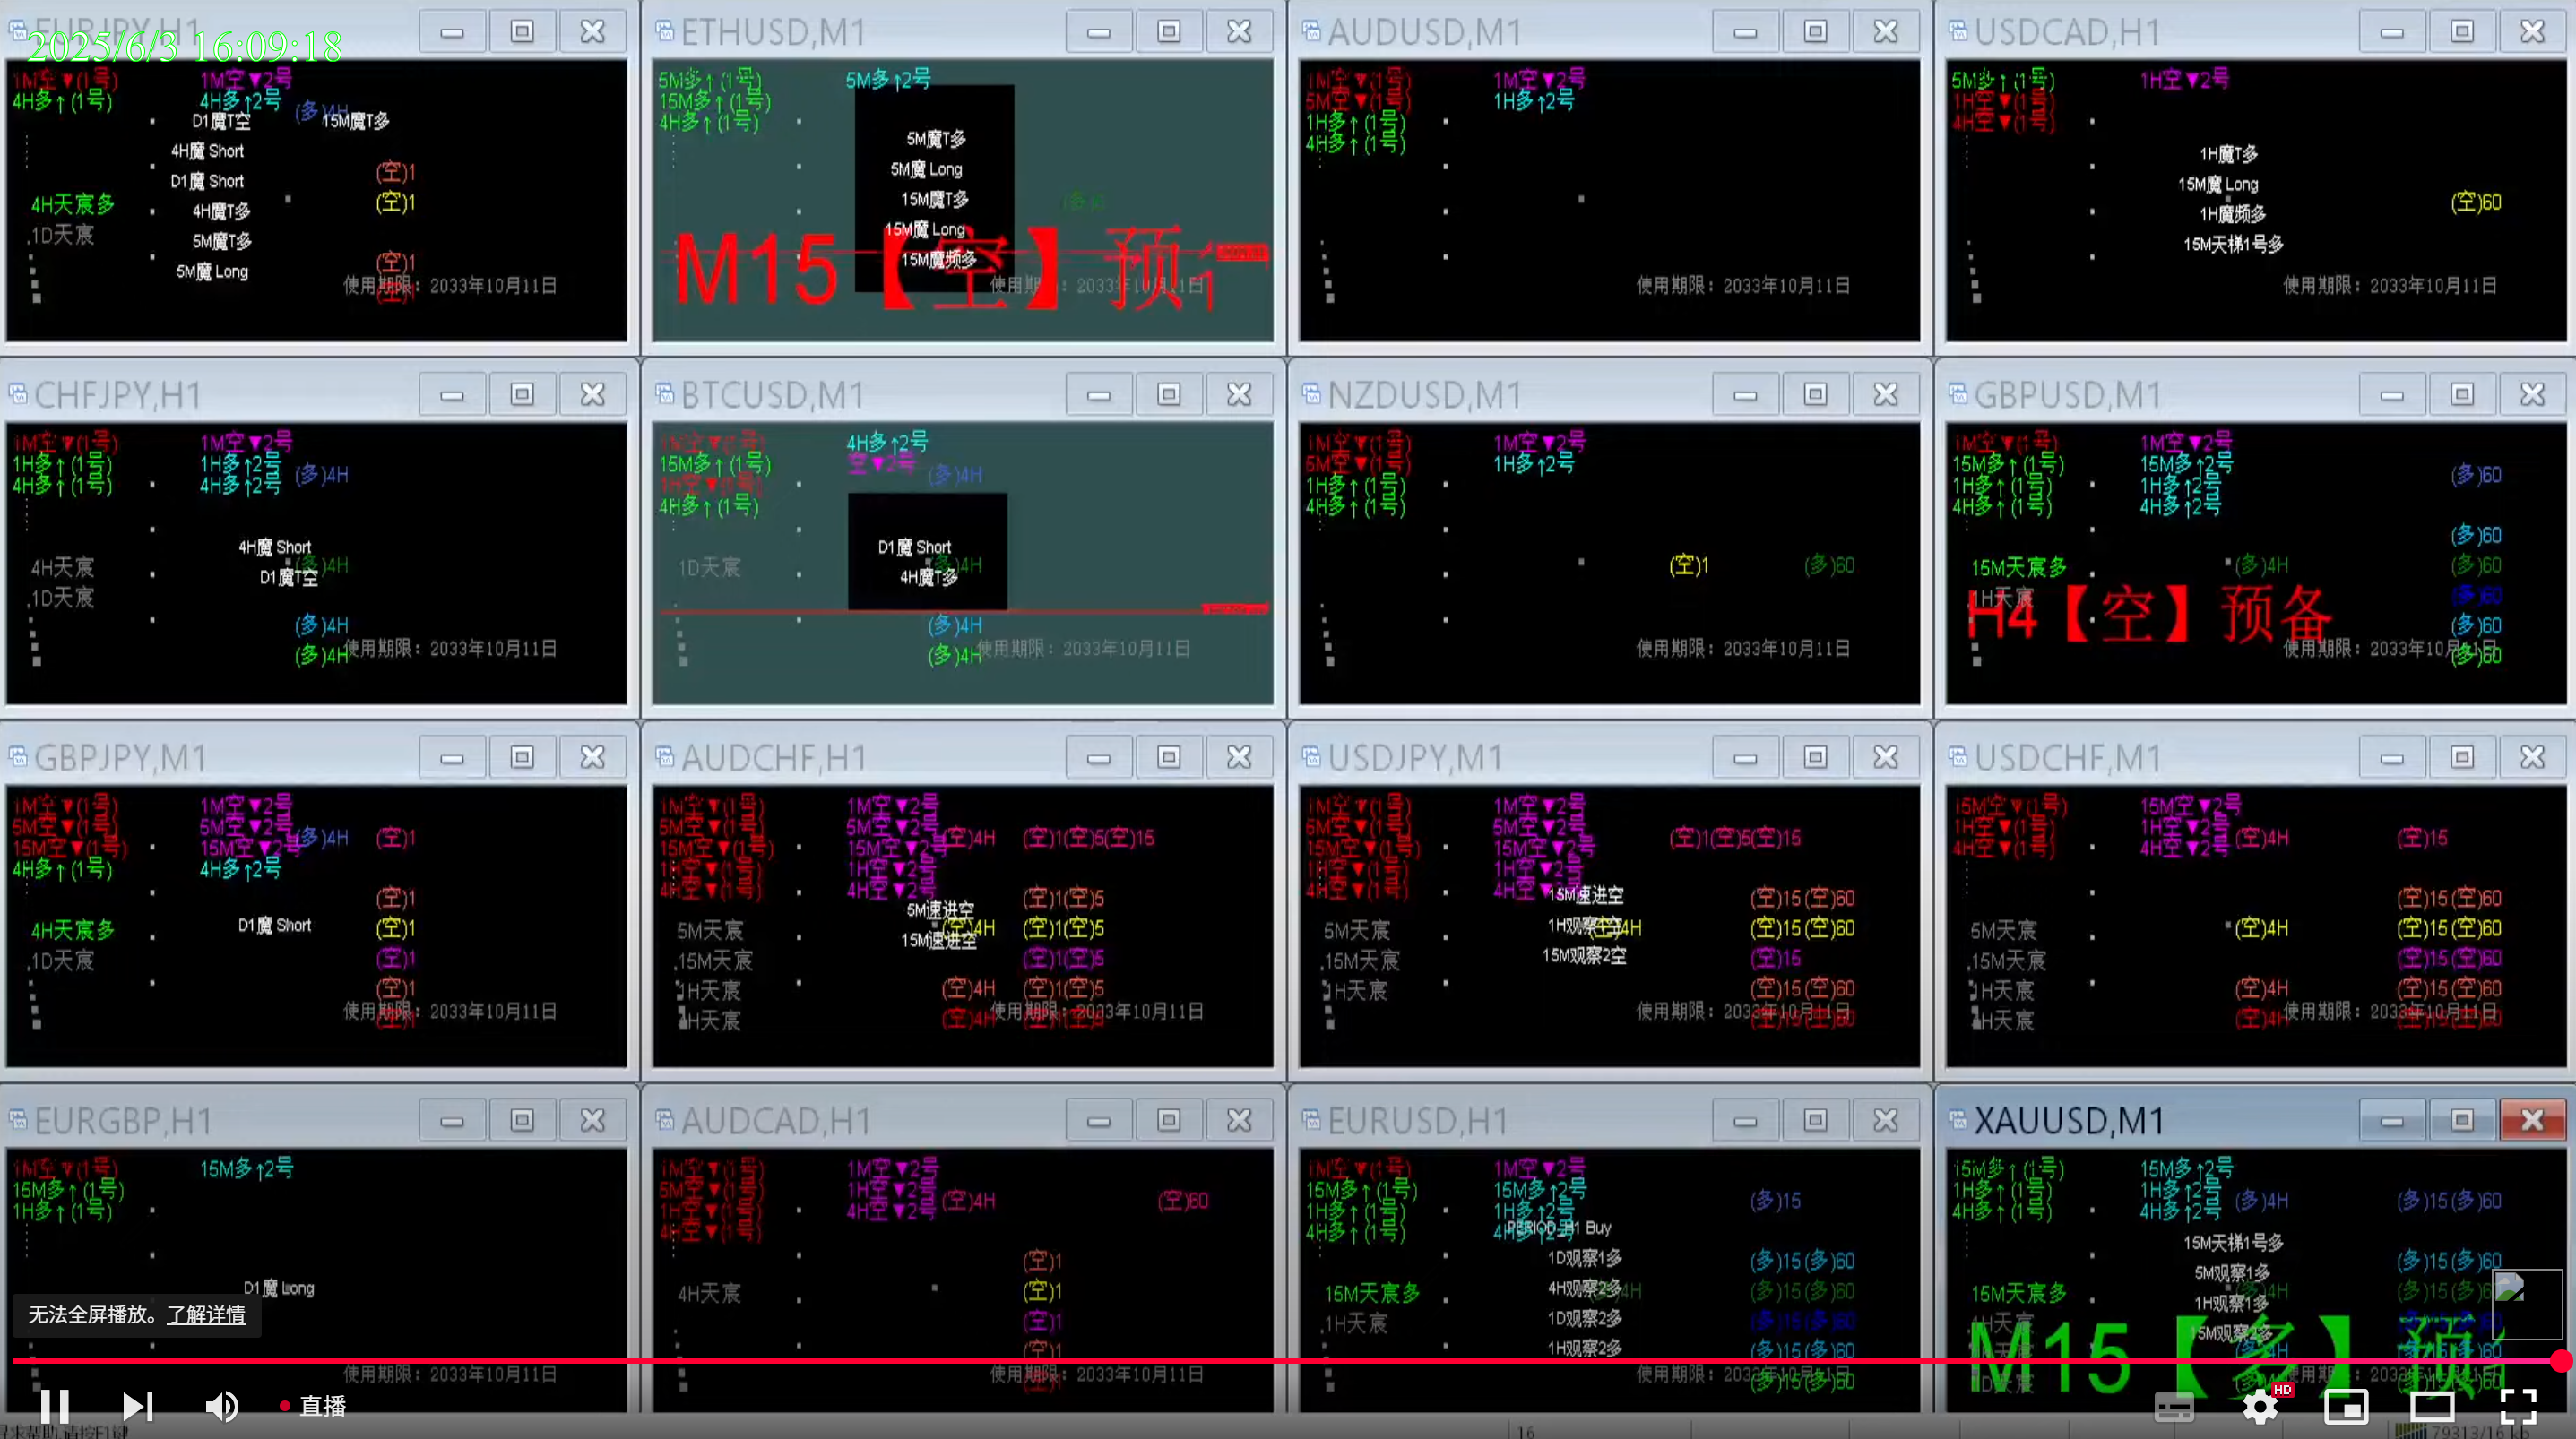 EURJPY,H1
2025/6/3 16:09:18
1M空▼(1号) 1M空▼2号
4H多↑(1号) 4H多↑2号 (多)4H
D1魔T空 15M魔T多
4H魔 Short
(空)1
D1魔 Short
4H天宸多 4H魔T多 (空)1
.1D天宸 5M魔T多
5M魔 Long (空)1
使用期限：2033年10月11日
ETHUSD,M1
5M多↑(1号) 5M多↑2号
15M多↑(1号)
4H多↑(1号)
5M魔T多
5M魔 Long
15M魔T多
15M魔 Long
15M魔频多
M15【空】预
使用期限：2033年10月11日
AUDUSD,M1
1M空▼(1号) 1M空▼2号
5M空▼(1号) 1H多↑2号
1H多↑(1号)
4H多↑(1号)
使用期限：2033年10月11日
USDCAD,H1
5M多↑(1号) 1H空▼2号
1H空▼(1号)
4H空▼(1号)
1H魔T多
15M魔 Long
(空)60
1H魔频多
15M天梯1号多
使用期限：2033年10月11日
CHFJPY,H1
1M空▼(1号) 1M空▼2号
1H多↑(1号) 1H多↑2号
4H多↑(1号) 4H多↑2号 (多)4H
4H魔 Short
4H天宸 (多)4H
D1魔T空
.1D天宸
(多)4H
(多)4H
使用期限：2033年10月11日
BTCUSD,M1
1M空▼(1号) 4H多↑2号
15M多↑(1号) 空▼2号
1H空▼(1号) (多)4H
4H多↑(1号)
D1魔 Short
1D天宸 (多)4H
4H魔T多
(多)4H
(多)4H
使用期限：2033年10月11日
NZDUSD,M1
1M空▼(1号) 1M空▼2号
5M空▼(1号) 1H多↑2号
1H多↑(1号)
4H多↑(1号)
(空)1 (多)60
使用期限：2033年10月11日
GBPUSD,M1
1M空▼(1号) 1M空▼2号
15M多↑(1号) 15M多↑2号
1H多↑(1号) 1H多↑2号 (多)60
4H多↑(1号) 4H多↑2号
(多)60
15M天宸多 (多)4H (多)60
.1H天宸 (多)60
H4【空】预备 (多)60
使用期限：2033年10月11日
(多)60
GBPJPY,M1
1M空▼(1号) 1M空▼2号
5M空▼(1号) 5M空▼2号
15M空▼(1号) 15M空▼2号 (多)4H (空)1
4H多↑(1号) 4H多↑2号
(空)1
4H天宸多 D1魔 Short (空)1
.1D天宸 (空)1
(空)1
使用期限：2033年10月11日
(空)1
AUDCHF,H1
1M空▼(1号) 1M空▼2号
5M空▼(1号) 5M空▼2号
15M空▼(1号) 15M空▼2号 (空)4H (空)1(空)5(空)15
1H空▼(1号) 1H空▼2号
4H空▼(1号) 4H空▼2号
5M速进空 (空)1(空)5
5M天宸 (空)4H (空)1(空)5
15M速进空
.15M天宸 (空)1(空)5
1H天宸 (空)4H (空)1(空)5
使用期限：2033年10月11日
4H天宸 (空)4H (空)1(空)5
USDJPY,M1
1M空▼(1号) 1M空▼2号
5M空▼(1号) 5M空▼2号
15M空▼(1号) 15M空▼2号 (空)1(空)5(空)15
1H空▼(1号) 1H空▼2号
4H空▼(1号) 4H空▼2号
15M速进空 (空)15(空)60
5M天宸 1H观察2空 (空)4H (空)15(空)60
.15M天宸 15M观察2空 (空)15
1H天宸 (空)15(空)60
使用期限：2033年10月11日
(空)15(空)60
USDCHF,M1
15M空▼(1号) 15M空▼2号
1H空▼(1号) 1H空▼2号
4H空▼(1号) 4H空▼2号 (空)4H (空)15
(空)15(空)60
5M天宸 (空)4H (空)15(空)60
.15M天宸 (空)15(空)60
1H天宸 (空)4H (空)15(空)60
使用期限：2033年10月11日
4H天宸 (空)4H (空)15(空)60
EURGBP,H1
1M空▼(1号) 15M多↑2号
15M多↑(1号)
1H多↑(1号)
D1魔 Long
使用期限：2033年10月11日
AUDCAD,H1
1M空▼(1号) 1M空▼2号
5M空▼(1号) 1H空▼2号
1H空▼(1号) 4H空▼2号 (空)4H (空)60
4H空▼(1号)
(空)1
4H天宸 (空)1
(空)1
(空)1
使用期限：2033年10月11日
(空)1
EURUSD,H1
1M空▼(1号) 1M空▼2号
15M多↑(1号) 15M多↑2号
1H多↑(1号) 1H多↑2号 (多)15
4H多↑(1号) 4H多↑2号
PERIOD_H1 Buy
1D观察1多 (多)15(多)60
15M天宸多 4H观察2多 (多)15(多)60
.1H天宸 1D观察2多 (多)15(多)60
1H观察2多 (多)15(多)60
使用期限：2033年10月11日
(多)15(多)60
XAUUSD,M1
15M多↑(1号) 15M多↑2号
1H多↑(1号) 1H多↑2号 (多)4H (多)15(多)60
4H多↑(1号) 4H多↑2号
15M天梯1号多
5M观察1多 (多)15(多)60
15M天宸多 (多)4H
1H观察1多
15M观察2多
M15【多】预
使用期限：2033年10月11日
无法全屏播放。了解详情
直播
HD
16
79313/16 kb